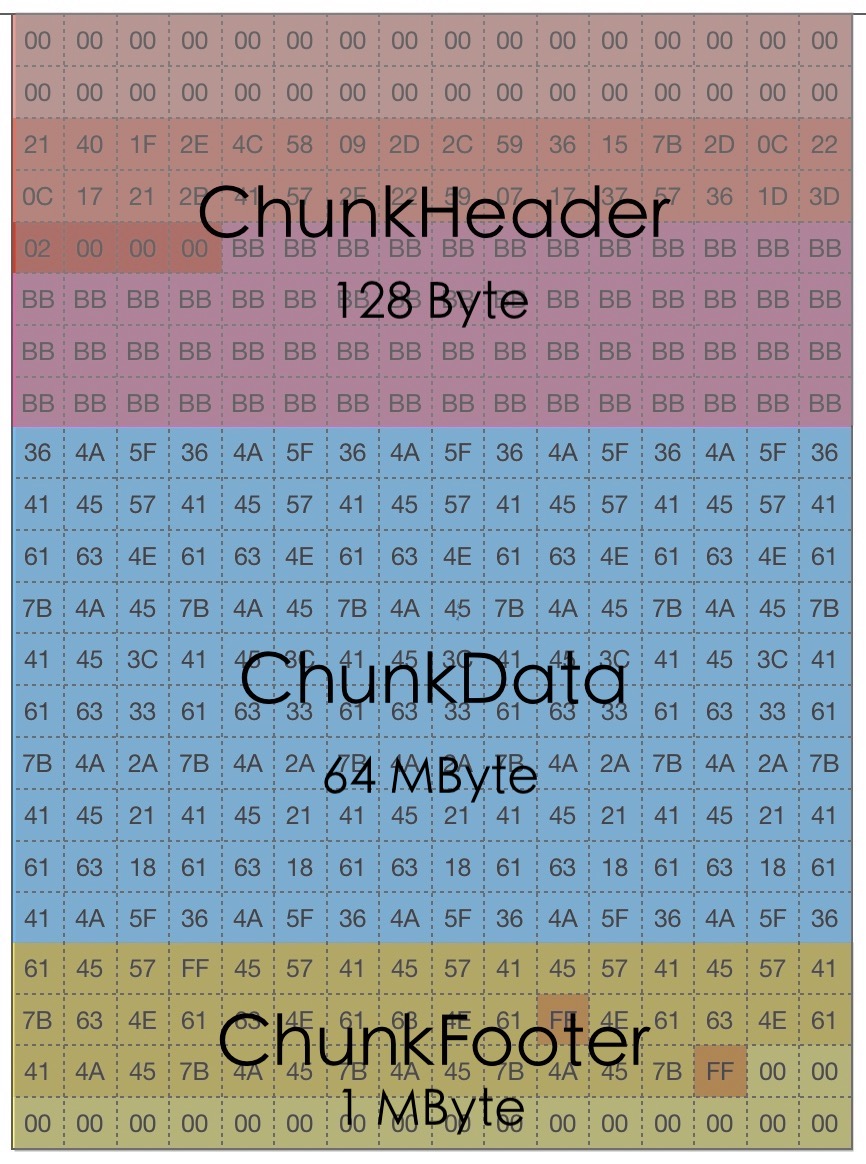 00 00 00 00 00 00 00 00 00 00 00 00 00 00 00 00
00 00 00 00 00 00 00 00 00 00 00 00 00 00 00 00
21 40 1F 2E 4C 58 09 2D 2C 59 36 15 7B 2D 0C 22
0C 17 21 2B 41 57 2F 22 59 07 17 37 57 36 1D 3D
ChunkHeader
02 00 00 00 BB BB BB BB BB BB BB BB BB BB BB BB
BB BB BB BB BB BB BB BB BB BB BB BB BB BB BB BB
128 Byte
BB BB BB BB BB BB BB BB BB BB BB BB BB BB BB BB
BB BB BB BB BB BB BB BB BB BB BB BB BB BB BB BB
36 4A 5F 36 4A 5F 36 4A 5F 36 4A 5F 36 4A 5F 36
41 45 57 41 45 57 41 45 57 41 45 57 41 45 57 41
61 63 4E 61 63 4E 61 63 4E 61 63 4E 61 63 4E 61
7B 4A 45 7B 4A 45 7B 4A 45 7B 4A 45 7B 4A 45 7B
41 45 3C 41 45 3C 41 45 3C 41 45 3C 41 45 3C 41
ChunkData
61 63 33 61 63 33 61 63 33 61 63 33 61 63 33 61
7B 4A 2A 7B 4A 2A 7B 4A 2A 7B 4A 2A 7B 4A 2A 7B
64 MByte
41 45 21 41 45 21 41 45 21 41 45 21 41 45 21 41
61 63 18 61 63 18 61 63 18 61 63 18 61 63 18 61
41 4A 5F 36 4A 5F 36 4A 5F 36 4A 5F 36 4A 5F 36
61 45 57 FF 45 57 41 45 57 41 45 57 41 45 57 41
7B 63 4E 61 63 4E 61 63 4E 61 FF 4E 61 63 4E 61
ChunkFooter
41 4A 45 7B 4A 45 7B 4A 45 7B 4A 45 7B FF 00 00
1 MByte
00 00 00 00 00 00 00 00 00 00 00 00 00 00 00 00